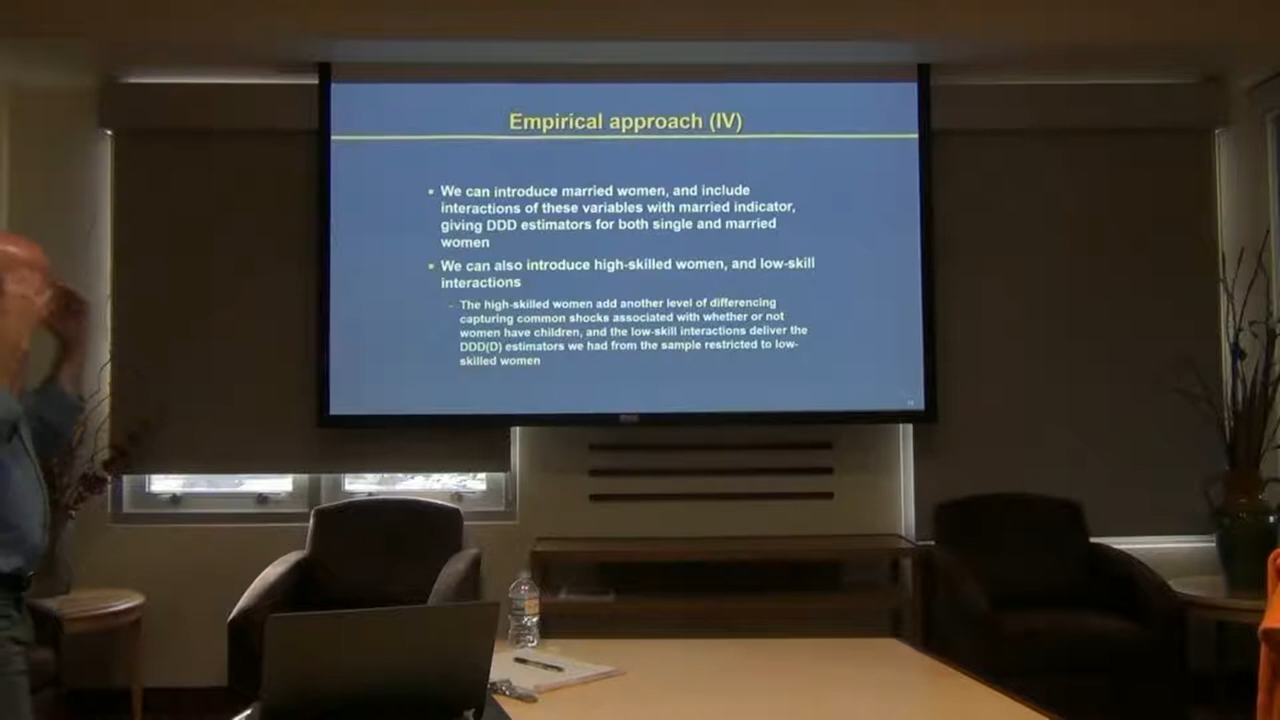 Empirical approach (IV)
▪ We can introduce married women, and include
interactions of these variables with married indicator,
giving DDD estimators for both single and married
women
▪ We can also introduce high-skilled women, and low-skill
interactions
– The high-skilled women add another level of differencing
capturing common shocks associated with whether or not
women have children, and the low-skill interactions deliver the
DDD(D) estimators we had from the sample restricted to low-
skilled women